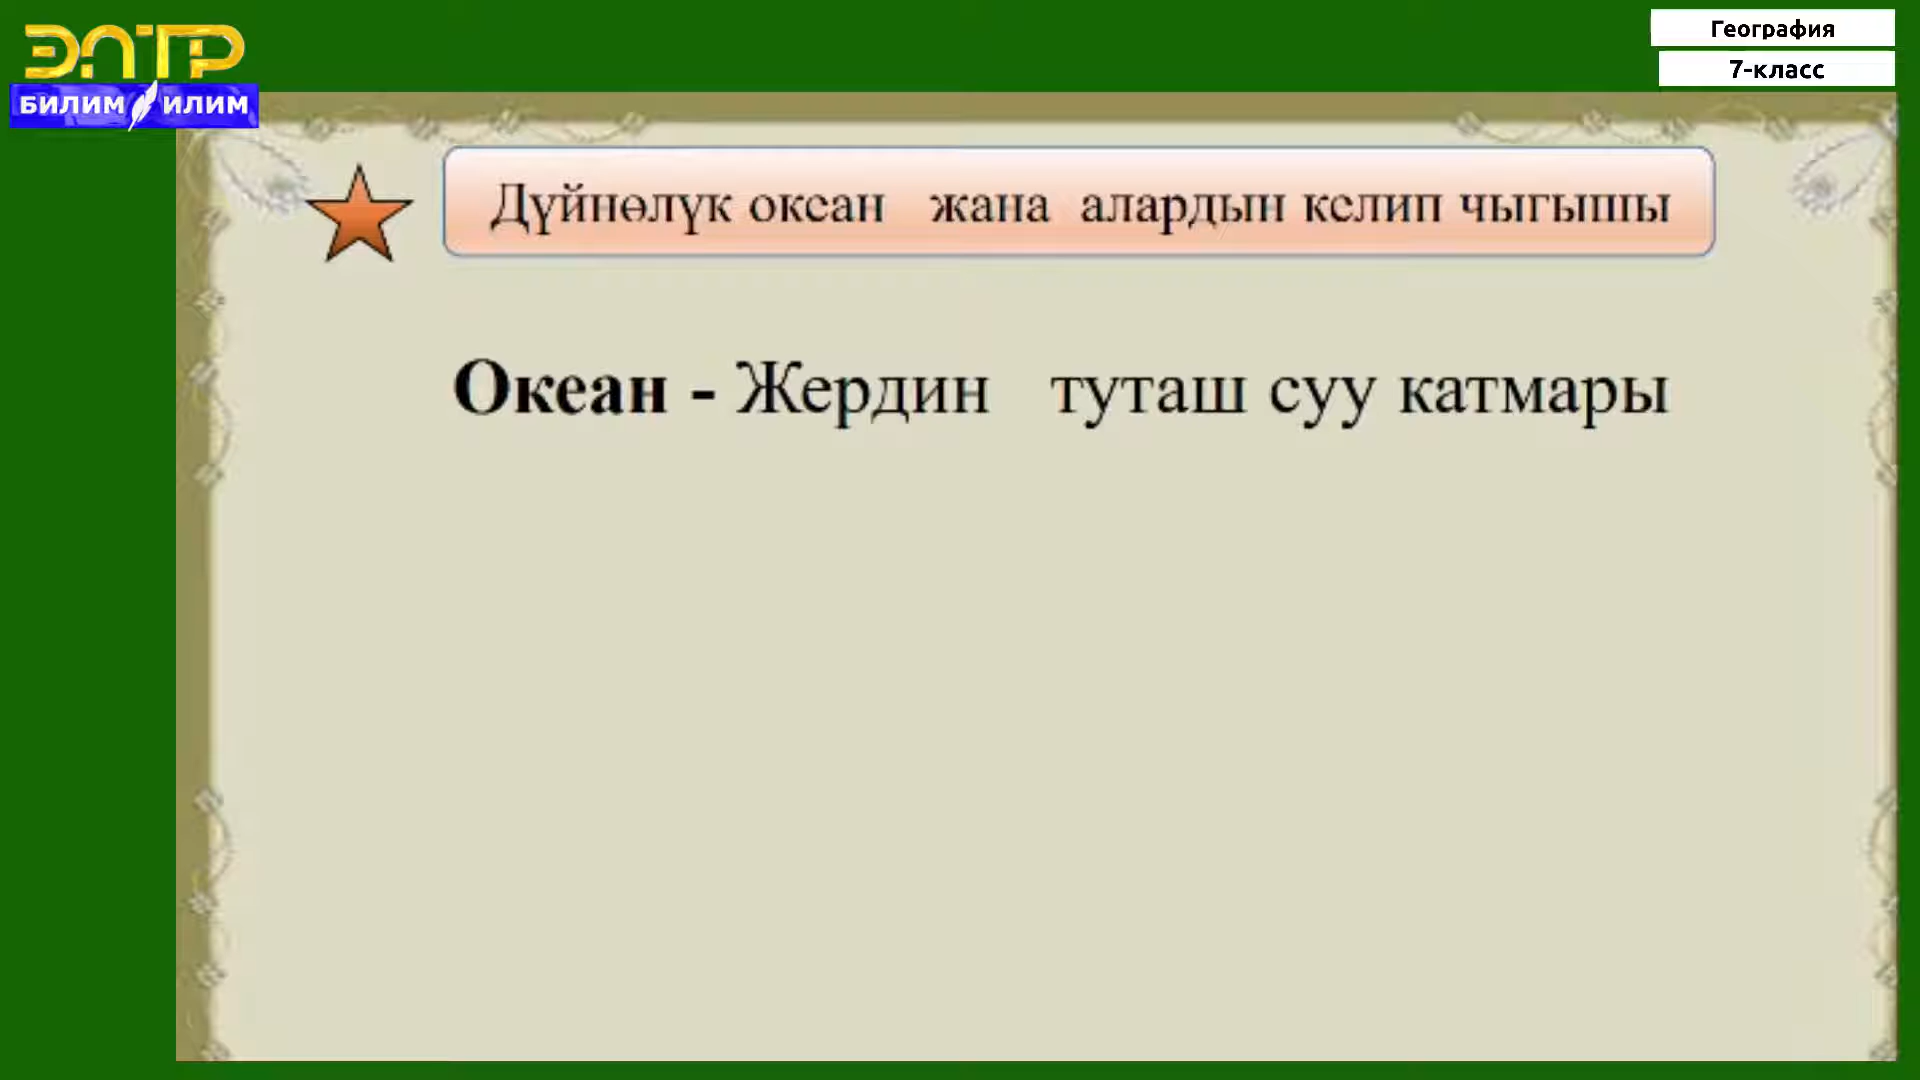 ЭЛТР
БИЛИМ ИЛИМ
География
7-класс
Дүйнөлүк океан жана алардын келип чыгышы
Океан - Жердин туташ суу катмары